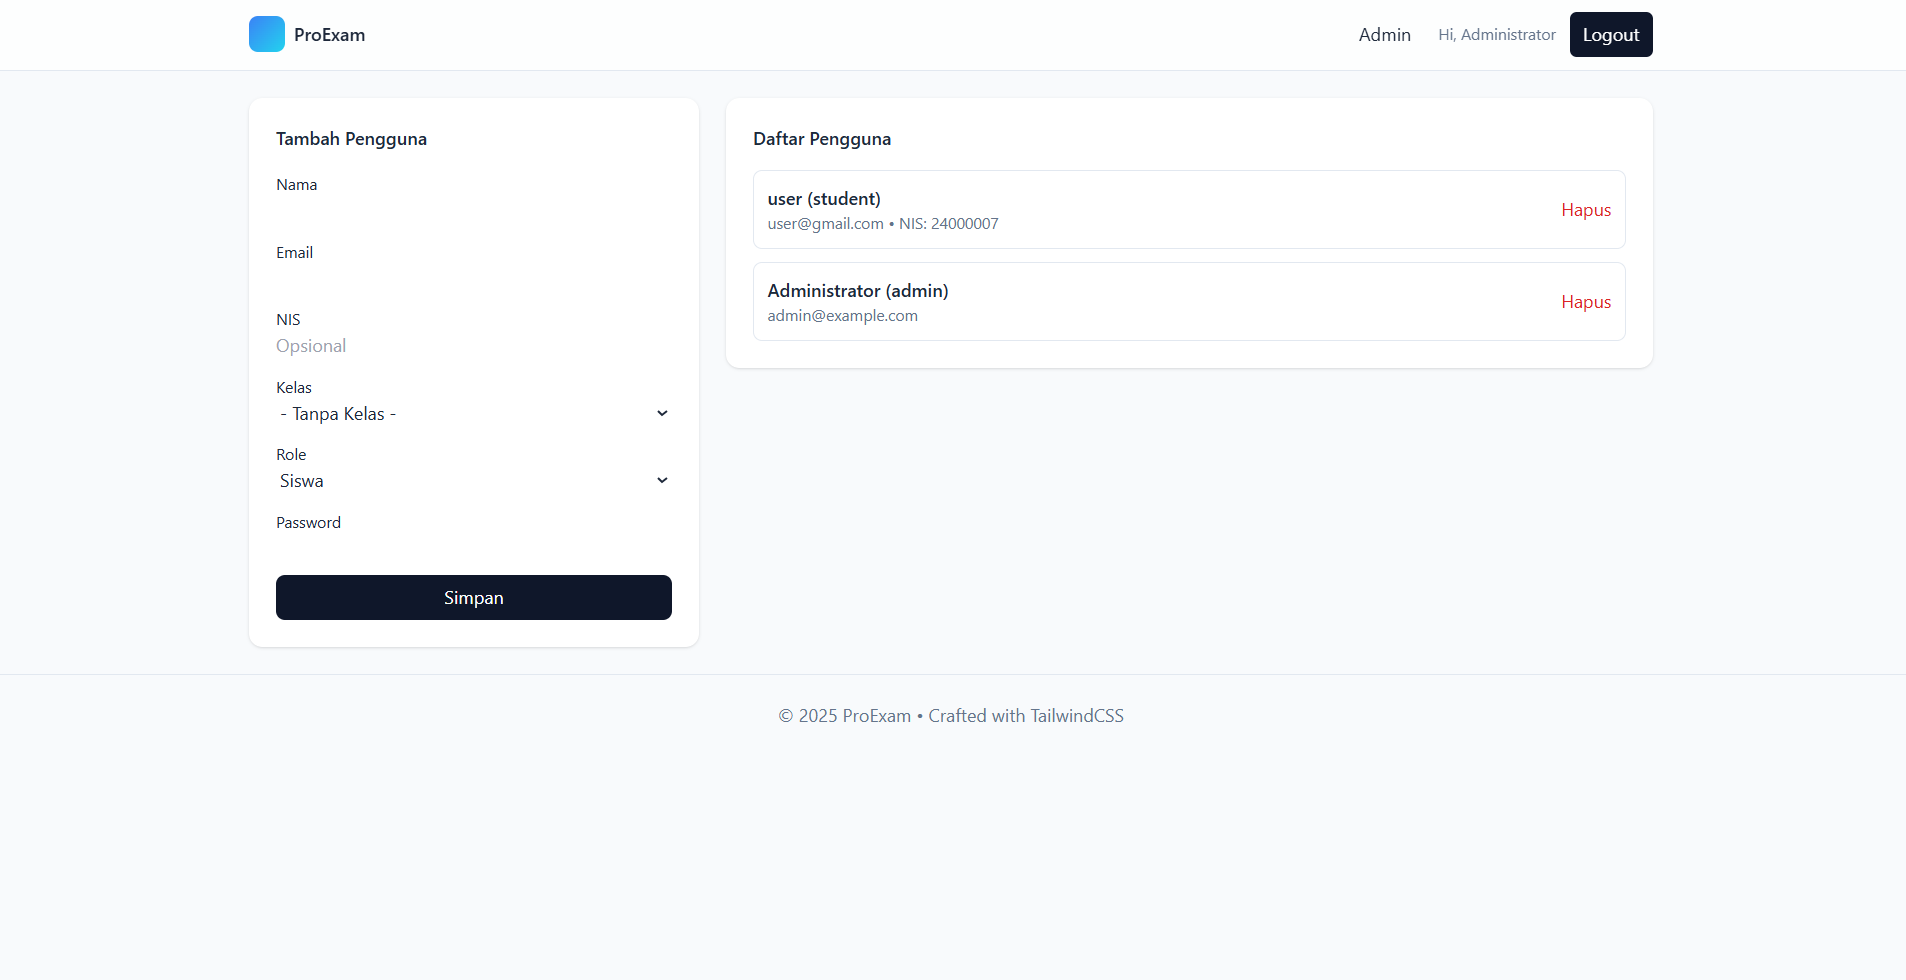 ProExam
Admin
Hi, Administrator
Logout
Tambah Pengguna
Nama
Email
NIS
Opsional
Kelas
- Tanpa Kelas -
Role
Siswa
Password
Simpan
Daftar Pengguna
user (student)
user@gmail.com • NIS: 24000007
Hapus
Administrator (admin)
admin@example.com
Hapus
© 2025 ProExam • Crafted with TailwindCSS